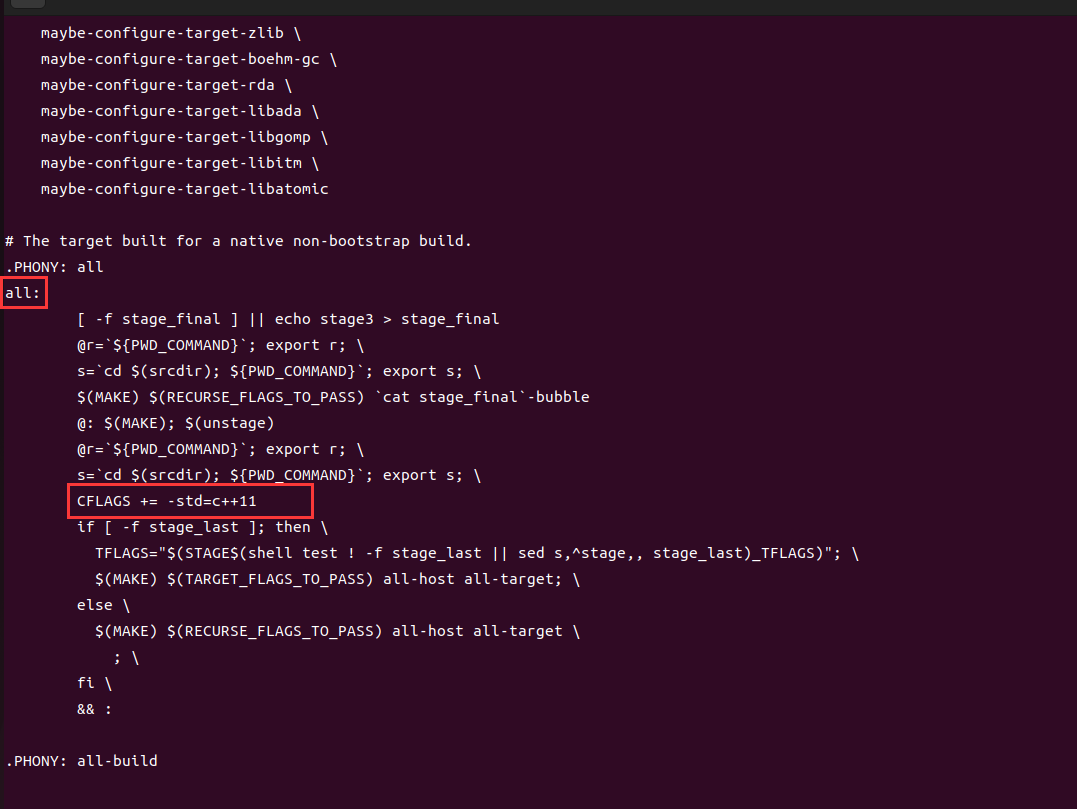 maybe-configure-target-zlib \
maybe-configure-target-boehm-gc \
maybe-configure-target-rda \
maybe-configure-target-libada \
maybe-configure-target-libgomp \
maybe-configure-target-libitm \
maybe-configure-target-libatomic
# The target built for a native non-bootstrap build.
.PHONY: all
all:
[ -f stage_final ] || echo stage3 > stage_final
@r=`${PWD_COMMAND}`; export r; \
s=`cd $(srcdir); ${PWD_COMMAND}`; export s; \
$(MAKE) $(RECURSE_FLAGS_TO_PASS) `cat stage_final`-bubble
@: $(MAKE); $(unstage)
@r=`${PWD_COMMAND}`; export r; \
s=`cd $(srcdir); ${PWD_COMMAND}`; export s; \
CFLAGS += -std=c++11
if [ -f stage_last ]; then \
TFLAGS="$(STAGE$(shell test ! -f stage_last || sed s,^stage,, stage_last)_TFLAGS)"; \
$(MAKE) $(TARGET_FLAGS_TO_PASS) all-host all-target; \
else \
$(MAKE) $(RECURSE_FLAGS_TO_PASS) all-host all-target \
; \
fi \
&& :
.PHONY: all-build